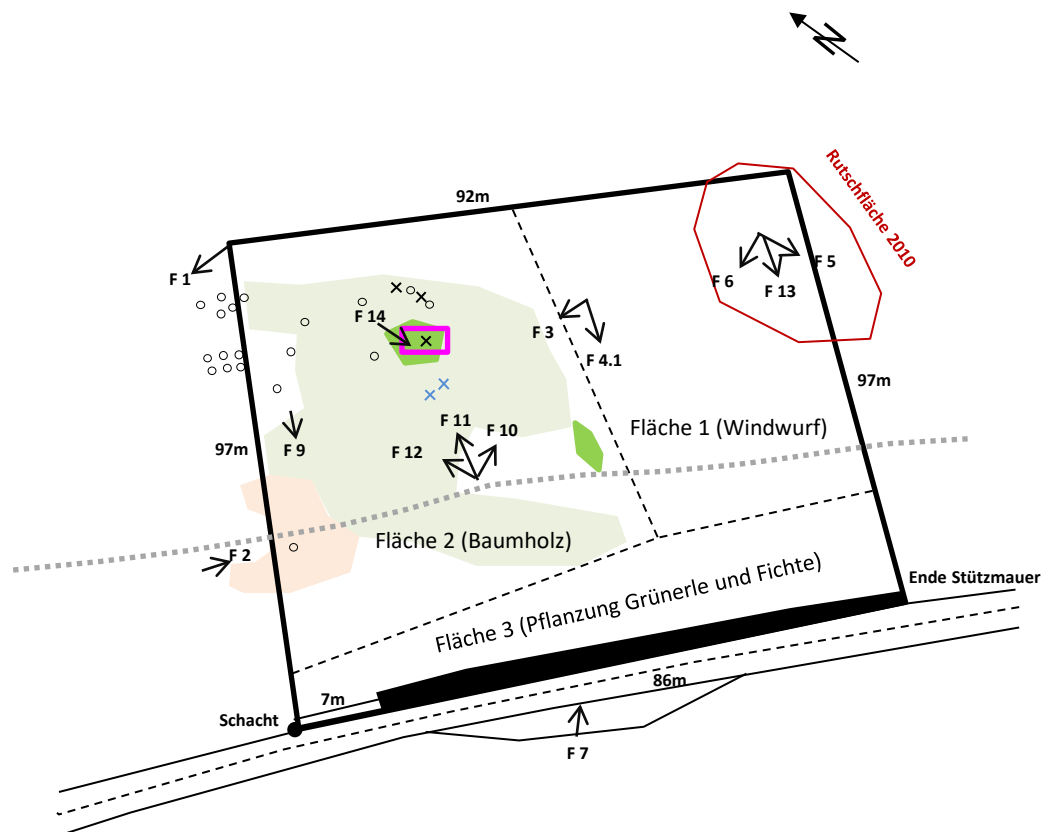 N
Rutschfläche 2010
92m
F 1
F 5
F 6
F 13
F 14
F 3
F 4.1
97m
F 11
F 10
Fläche 1 (Windwurf)
97m
F 9
F 12
Fläche 2 (Baumholz)
F 2
Ende Stützmauer
Fläche 3 (Pflanzung Grünerle und Fichte)
86m
7m
Schacht
F 7